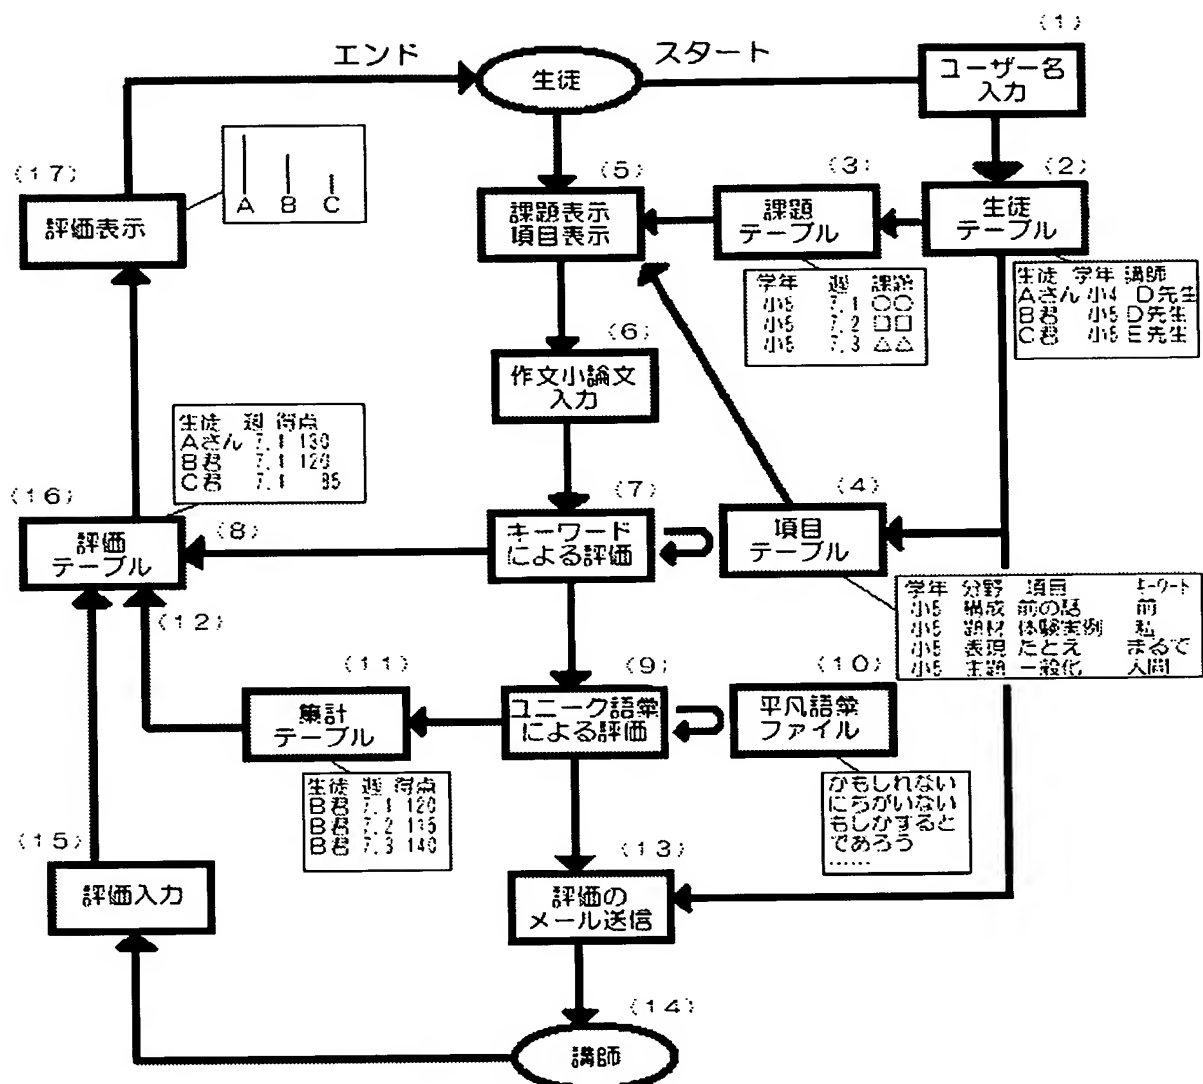 (1)
エンド
スタート
生徒
ユーザー名
入力
(17)
評価表示
A B C
(5)
課題表示
項目表示
(3)
課題
テーブル
(2)
生徒
テーブル
学年 週 課題
小5 7.1 〇〇
小5 7.2 □□
小5 7.3 △△
生徒 学年 講師
Aさん 小4 D先生
B君 小5 D先生
C君 小5 E先生
(6)
作文小論文
入力
生徒 週 得点
Aさん 7.1 130
B君 7.1 120
C君 7.1 85
(16)
評価
テーブル
(8)
(7)
キーワード
による評価
(4)
項目
テーブル
学年 分野 項目 キーワード
小5 構成 前の話 前
小5 題材 体験実例 私
小5 表現 たとえ まるで
小5 主題 一般化 人間
(12)
(11)
集計
テーブル
(9)
ユニーク語彙
による評価
(10)
平凡語彙
ファイル
生徒 週 得点
B君 7.1 120
B君 7.2 115
B君 7.3 140
かもしれない
にちがいない
もしかすると
であろう
……
(15)
評価入力
(13)
評価の
メール送信
(14)
講師